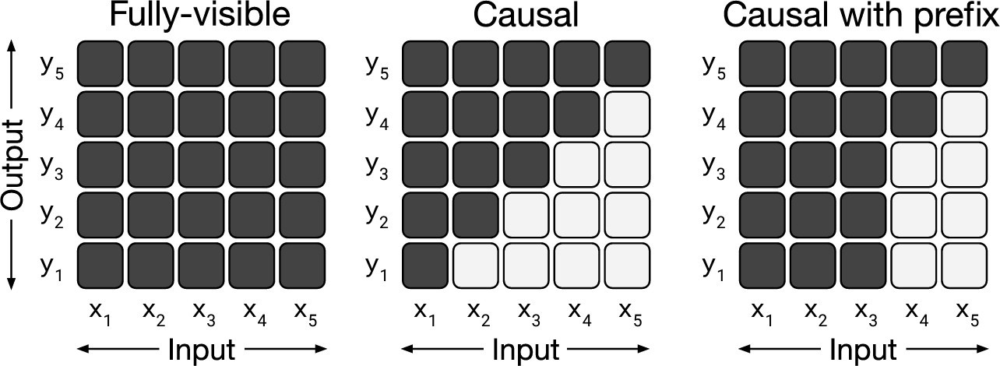 Fully-visible
Causal
Causal with prefix
Output
y5
y4
y3
y2
y1
x1 x2 x3 x4 x5
Input
y5
y4
y3
y2
y1
x1 x2 x3 x4 x5
Input
y5
y4
y3
y2
y1
x1 x2 x3 x4 x5
Input